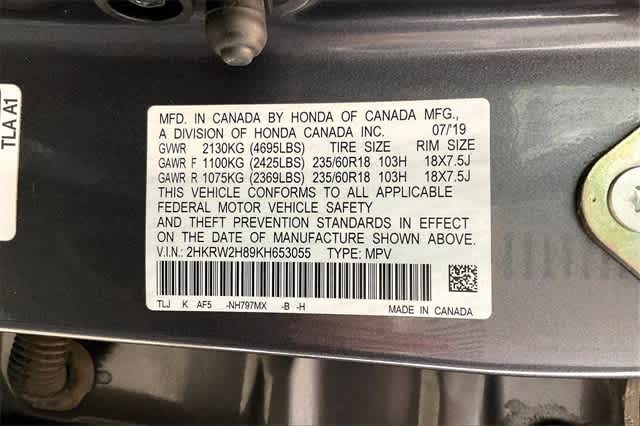 TLA A1
MFD. IN CANADA BY HONDA OF CANADA MFG.,
A DIVISION OF HONDA CANADA INC. 07/19
GVWR 2130KG (4695LBS) TIRE SIZE RIM SIZE
GAWR F 1100KG (2425LBS) 235/60R18 103H 18X7.5J
GAWR R 1075KG (2369LBS) 235/60R18 103H 18X7.5J
THIS VEHICLE CONFORMS TO ALL APPLICABLE
FEDERAL MOTOR VEHICLE SAFETY
AND THEFT PREVENTION STANDARDS IN EFFECT
ON THE DATE OF MANUFACTURE SHOWN ABOVE.
V.I.N.: 2HKRW2H89KH653055 TYPE: MPV
TLJ K AF5 -NH797MX -B -H
MADE IN CANADA